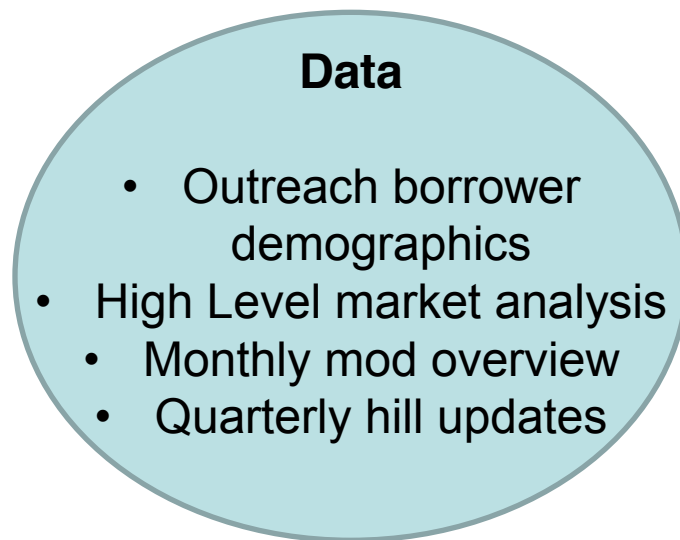 Data
• Outreach borrower
demographics
• High Level market analysis
• Monthly mod overview
• Quarterly hill updates